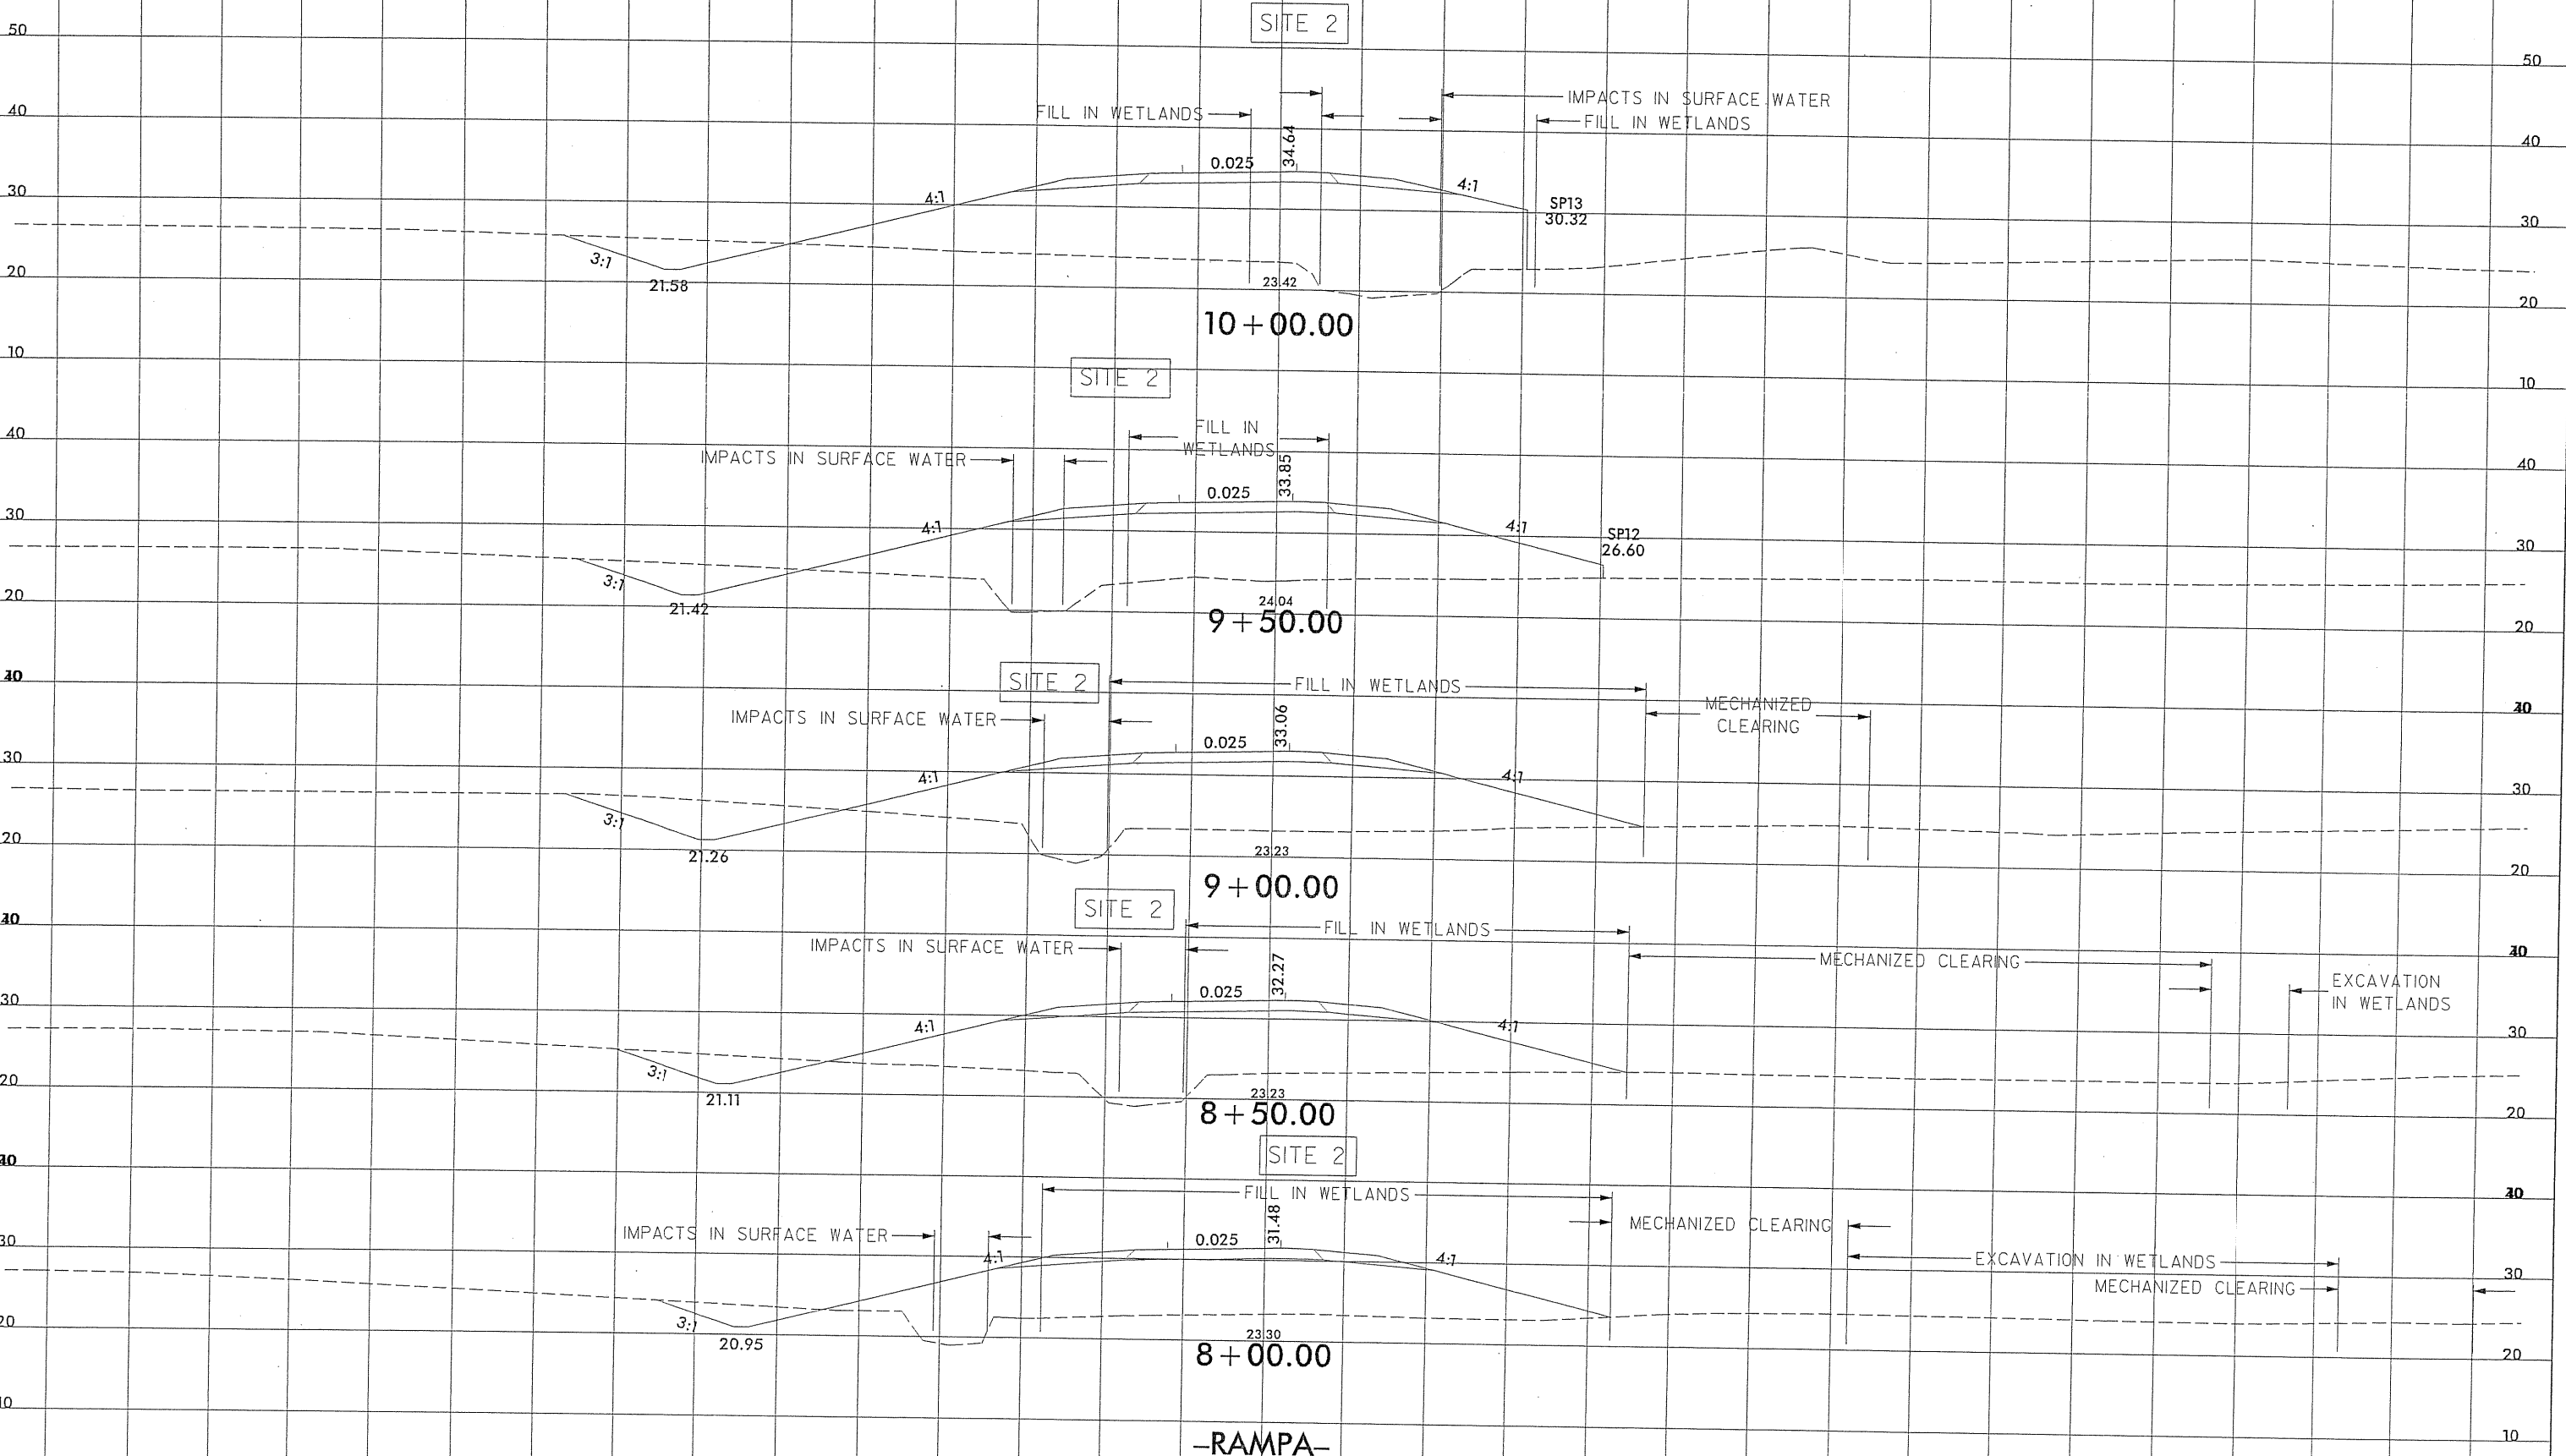 SITE 2
50
50
IMPACTS IN SURFACE WATER
FILL IN WETLANDS
FILL IN WETLANDS
40
40
34.64
0.025
4:1
4:1
30
SP13
30.32
30
3:1
21.58
20
23.42
20
10+00.00
10
10
SITE 2
FILL IN
WETLANDS
IMPACTS IN SURFACE WATER
40
40
33.85
0.025
4:1
4:1
30
SP12
26.60
30
3:1
21.42
20
24.04
9+50.00
20
SITE 2
FILL IN WETLANDS
MECHANIZED
CLEARING
IMPACTS IN SURFACE WATER
33.06
0.025
30
4:1
4:1
30
3:1
20
21.26
23.23
20
9+00.00
SITE 2
FILL IN WETLANDS
IMPACTS IN SURFACE WATER
MECHANIZED CLEARING
EXCAVATION
IN WETLANDS
32.27
0.025
30
4:1
4:1
30
3:1
20
21.11
23.23
20
8+50.00
SITE 2
FILL IN WETLANDS
MECHANIZED CLEARING
IMPACTS IN SURFACE WATER
31.48
0.025
30
4:1
4:1
EXCAVATION IN WETLANDS
30
MECHANIZED CLEARING
20
3:1
20.95
23.30
20
8+00.00
10
10
–RAMPA–